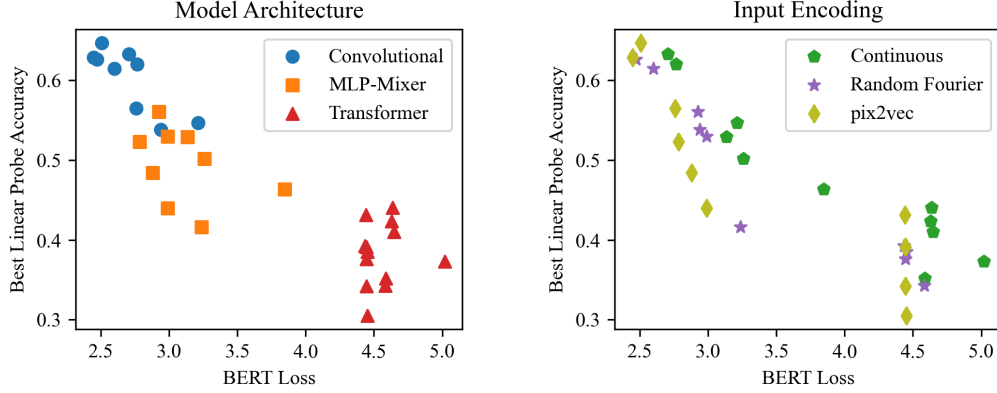 Model Architecture
Best Linear Probe Accuracy
0.6
0.5
0.4
0.3
Convolutional
MLP-Mixer
Transformer
2.5 3.0 3.5 4.0 4.5 5.0
BERT Loss
Input Encoding
Best Linear Probe Accuracy
0.6
0.5
0.4
0.3
Continuous
Random Fourier
pix2vec
2.5 3.0 3.5 4.0 4.5 5.0
BERT Loss